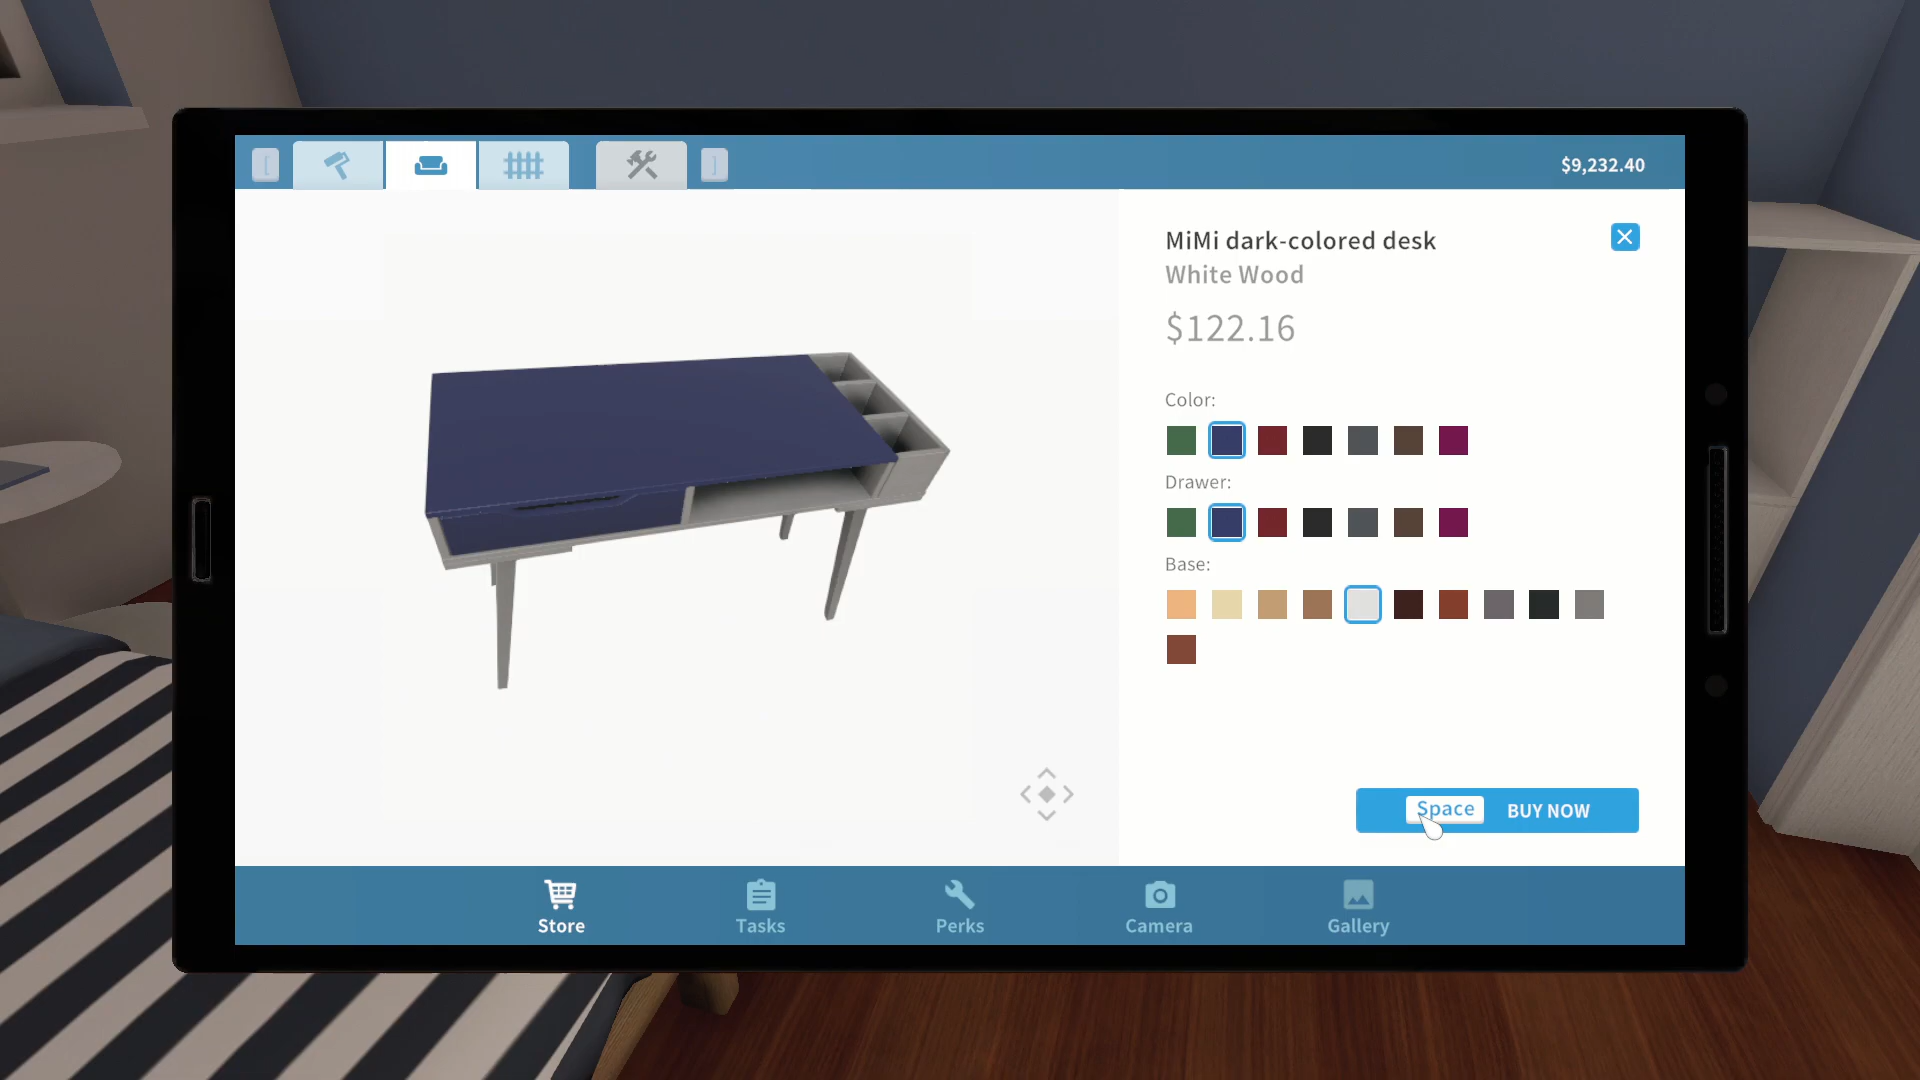 [
]
$9,232.40
MiMi dark-colored desk
White Wood
$122.16
Color:
Drawer:
Base:
Space BUY NOW
Store
Tasks
Perks
Camera
Gallery